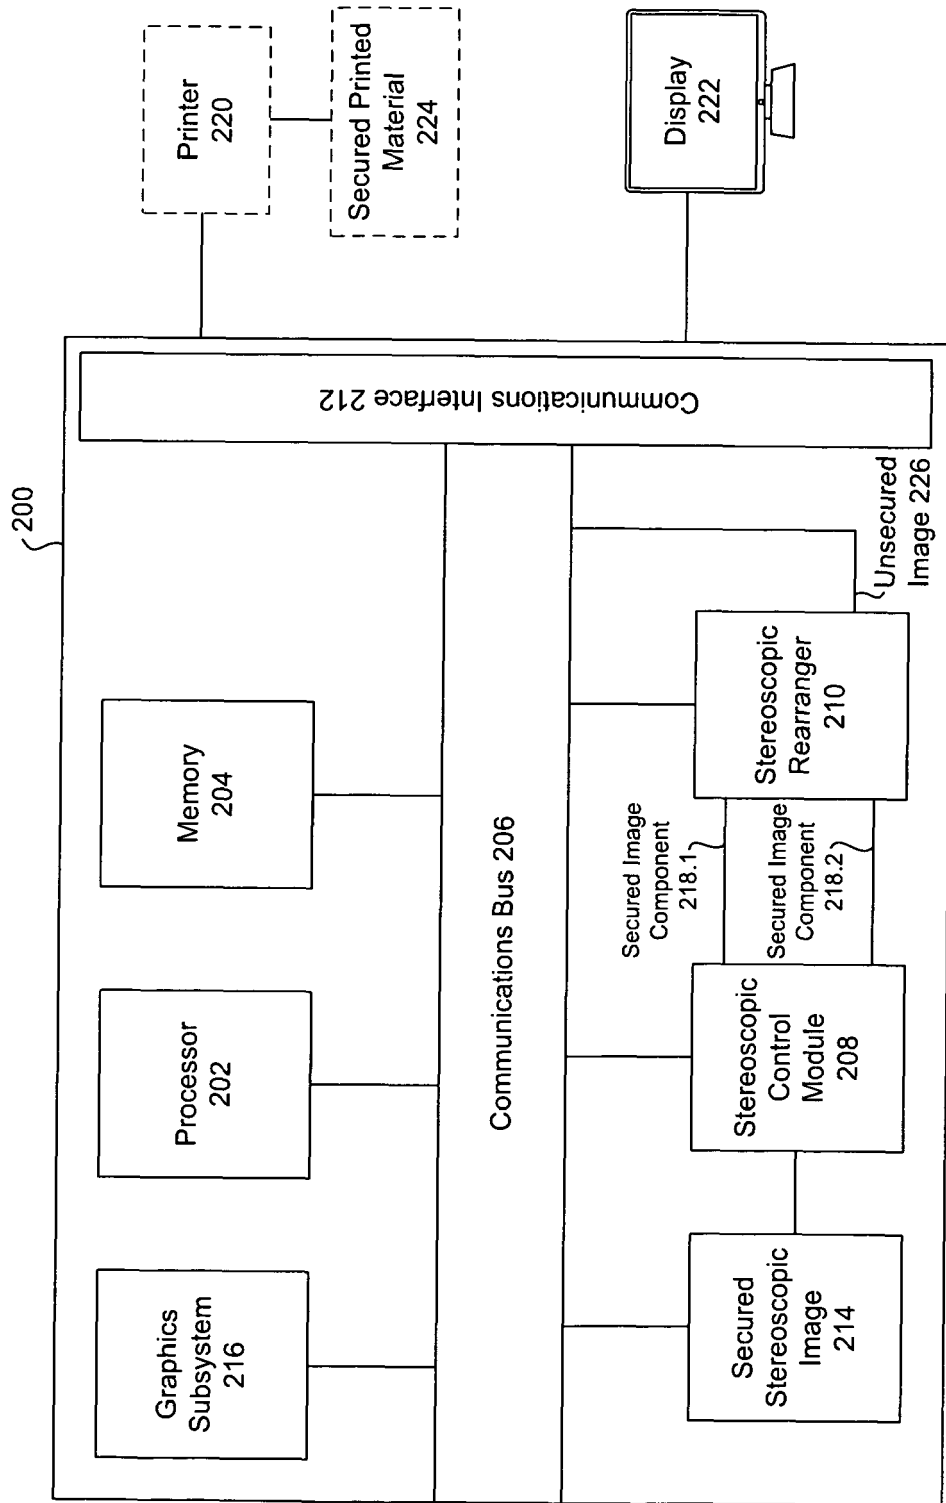 200
Graphics
Subsystem
216
Processor
202
Memory
204
Communications Bus 206
Communications Interface 212
Secured
Stereoscopic
Image
214
Stereoscopic
Control
Module
208
Secured Image
Component
218.1
Secured Image
Component
218.2
Stereoscopic
Rearranger
210
Unsecured
Image 226
Printer
220
Secured Printed
Material
224
Display
222